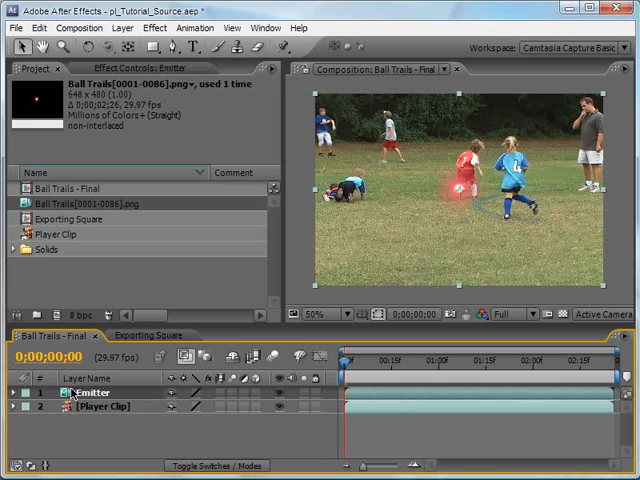 Adobe After Effects - pl_Tutorial_Source.aep *
File Edit Composition Layer Effect Animation View Window Help
Workspace: Camtasia Capture Basic
Project × Effect Controls: Emitter
Composition: Ball Trails - Final
Ball Trails[0001-0086].png, used 1 time
648 x 480 (1.00)
Δ 0;00;02;26, 29.97 fps
Millions of Colors+ (Straight)
non-interlaced
Name Comment
Ball Trails - Final
Ball Trails[0001-0086].png
Exporting Square
Player Clip
Solids
8 bpc
50% 0;00;00;00 Full Active Camera
4
Ball Trails - Final × Exporting Square
0;00;00;00 (29.97 fps)
00:15f 01:00f 01:15f 02:00f 02:15f
# Layer Name
1 Emitter
2 [Player Clip]
Toggle Switches / Modes